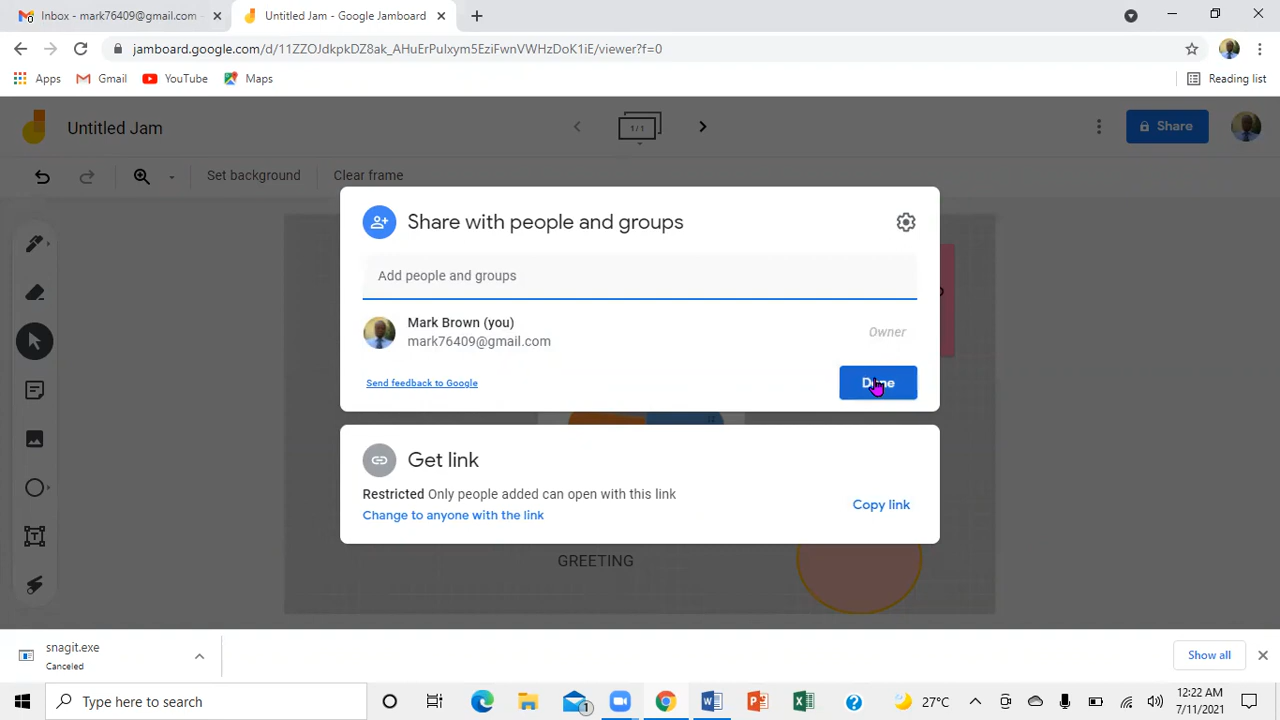 Inbox - mark76409@gmail.com
Untitled Jam - Google Jamboard
jamboard.google.com/d/11ZZOJdkpkDZ8ak_AHuErPulxym5EziFwnVWHzDoK1iE/viewer?f=0
Apps Gmail YouTube Maps Reading list
Untitled Jam
1 / 1
Share
Set background Clear frame
Share with people and groups
Add people and groups
Mark Brown (you)
mark76409@gmail.com
Owner
Send feedback to Google
Done
Get link
Restricted Only people added can open with this link
Change to anyone with the link
Copy link
GREETING
snagit.exe
Canceled
Show all
Type here to search
1
27°C
12:22 AM
7/11/2021